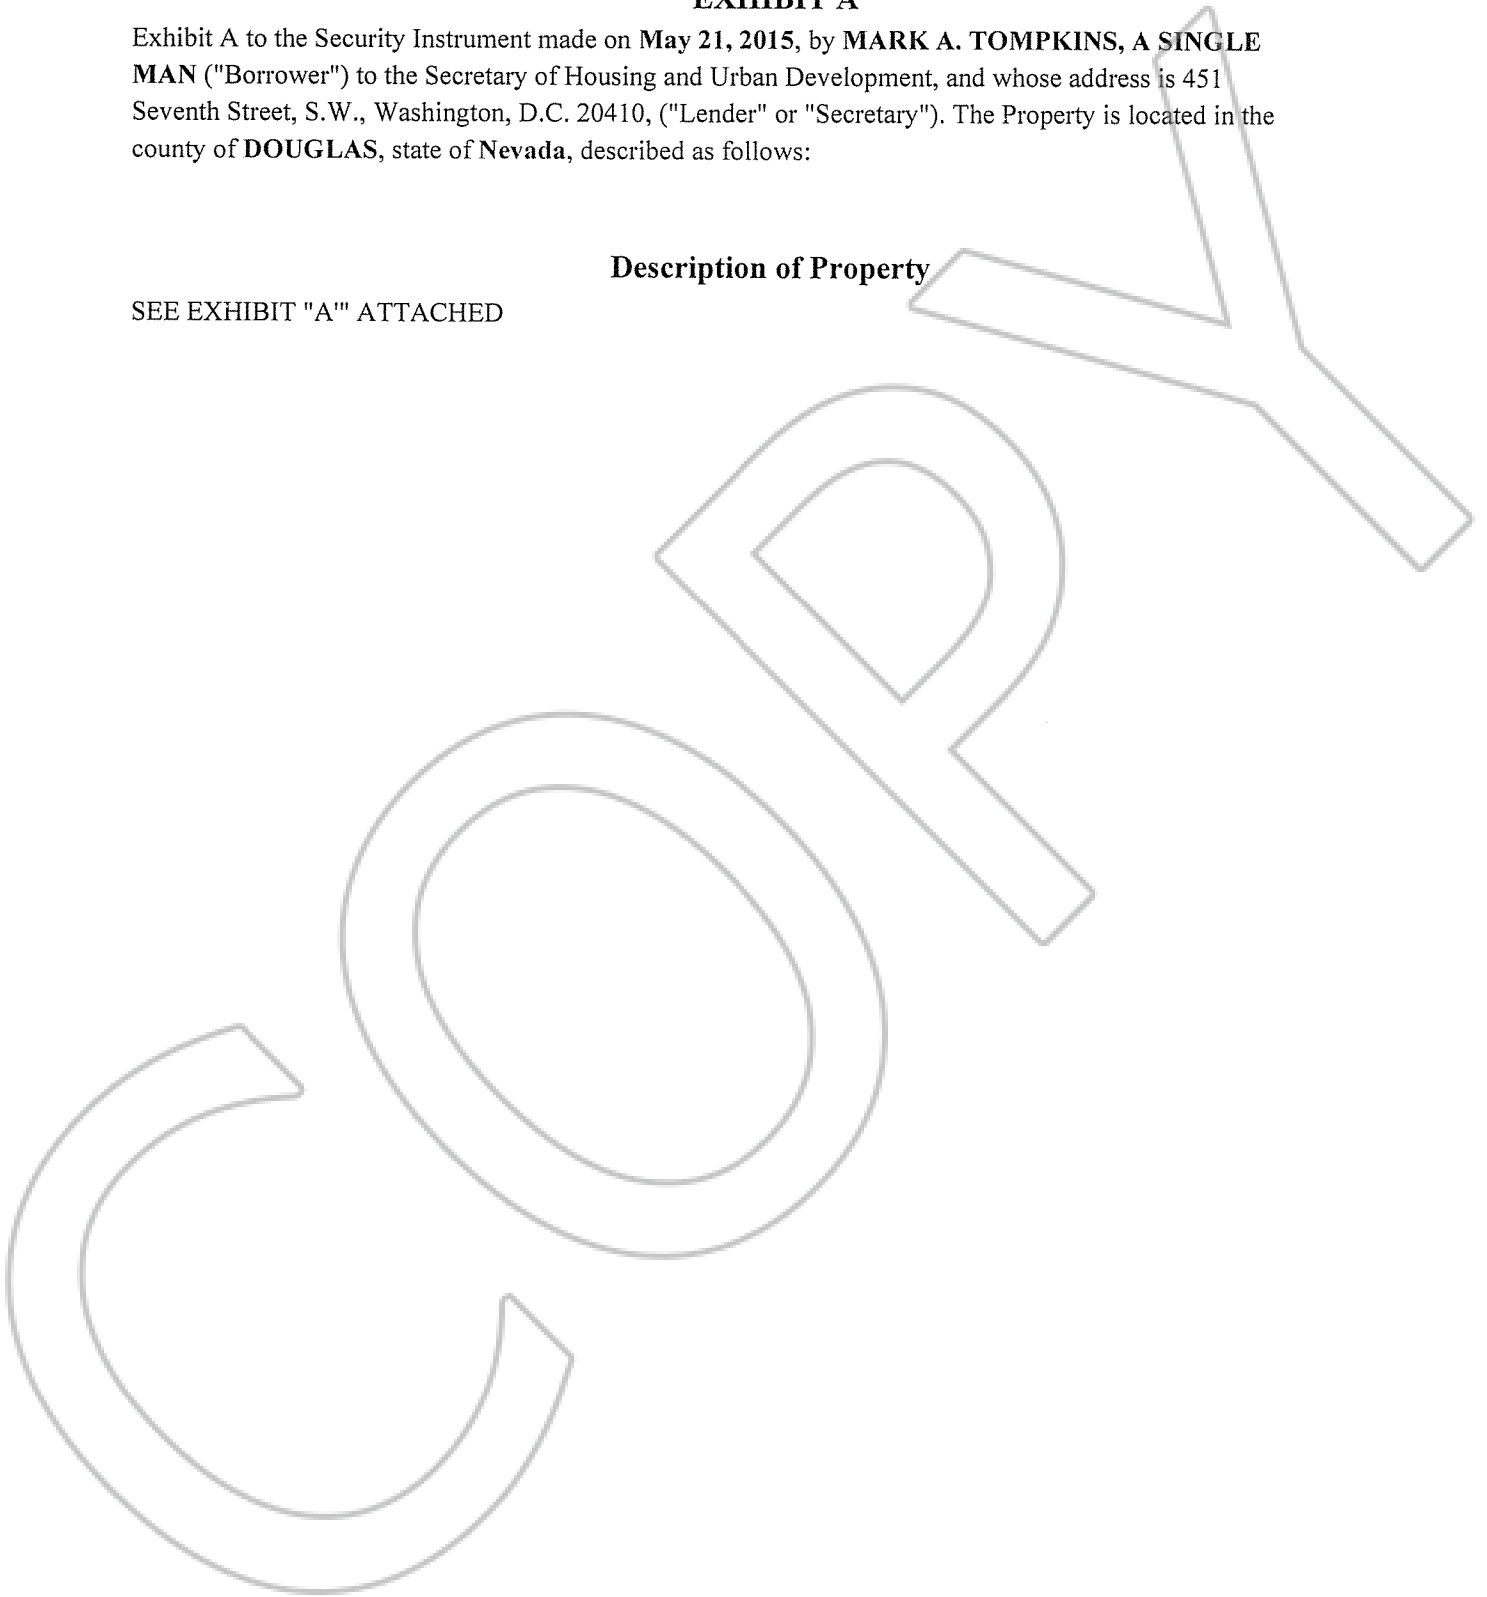 EXHIBIT A
Exhibit A to the Security Instrument made on May 21, 2015, by MARK A. TOMPKINS, A SINGLE
MAN ("Borrower") to the Secretary of Housing and Urban Development, and whose address is 451
Seventh Street, S.W., Washington, D.C. 20410, ("Lender" or "Secretary"). The Property is located in the
county of DOUGLAS, state of Nevada, described as follows:
Description of Property
SEE EXHIBIT "A'" ATTACHED
COPY